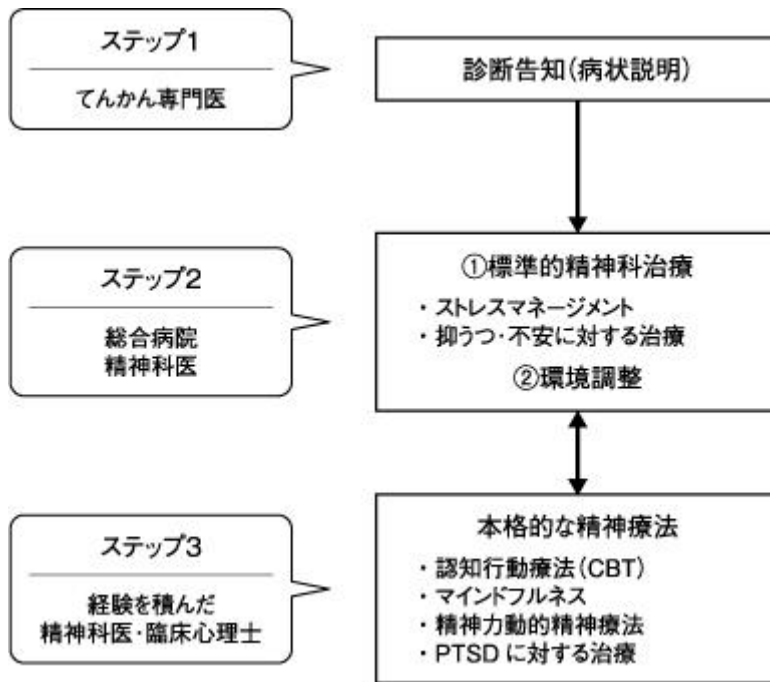 ステップ1
てんかん専門医
診断告知(病状説明)
ステップ2
総合病院
精神科医
①標準的精神科治療
・ストレスマネージメント
・抑うつ・不安に対する治療
②環境調整
ステップ3
経験を積んだ
精神科医・臨床心理士
本格的な精神療法
・認知行動療法(CBT)
・マインドフルネス
・精神力動的精神療法
・PTSDに対する治療